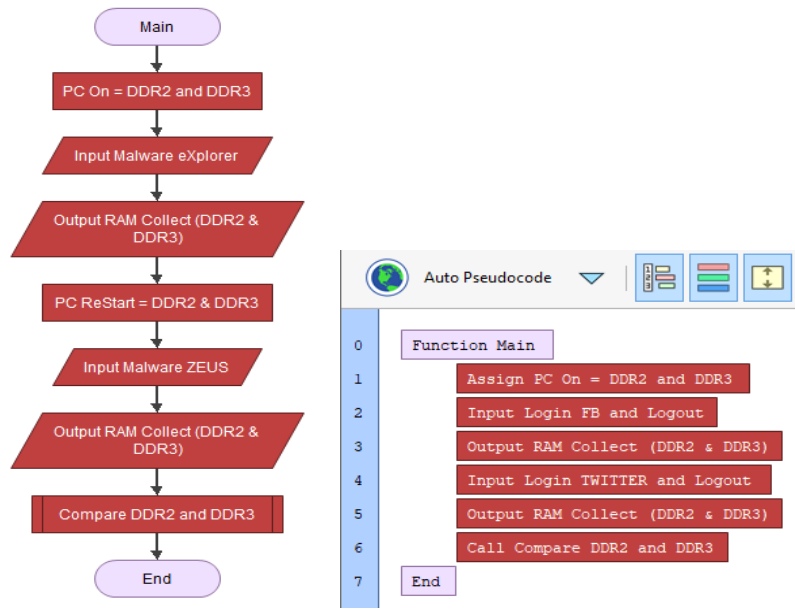 Main
PC On = DDR2 and DDR3
Input Malware eXplorer
Output RAM Collect (DDR2 &
DDR3)
PC ReStart = DDR2 & DDR3
Input Malware ZEUS
Output RAM Collect (DDR2 &
DDR3)
Compare DDR2 and DDR3
End
Auto Pseudocode
1
2
3
0 Function Main
1 Assign PC On = DDR2 and DDR3
2 Input Login FB and Logout
3 Output RAM Collect (DDR2 & DDR3)
4 Input Login TWITTER and Logout
5 Output RAM Collect (DDR2 & DDR3)
6 Call Compare DDR2 and DDR3
7 End